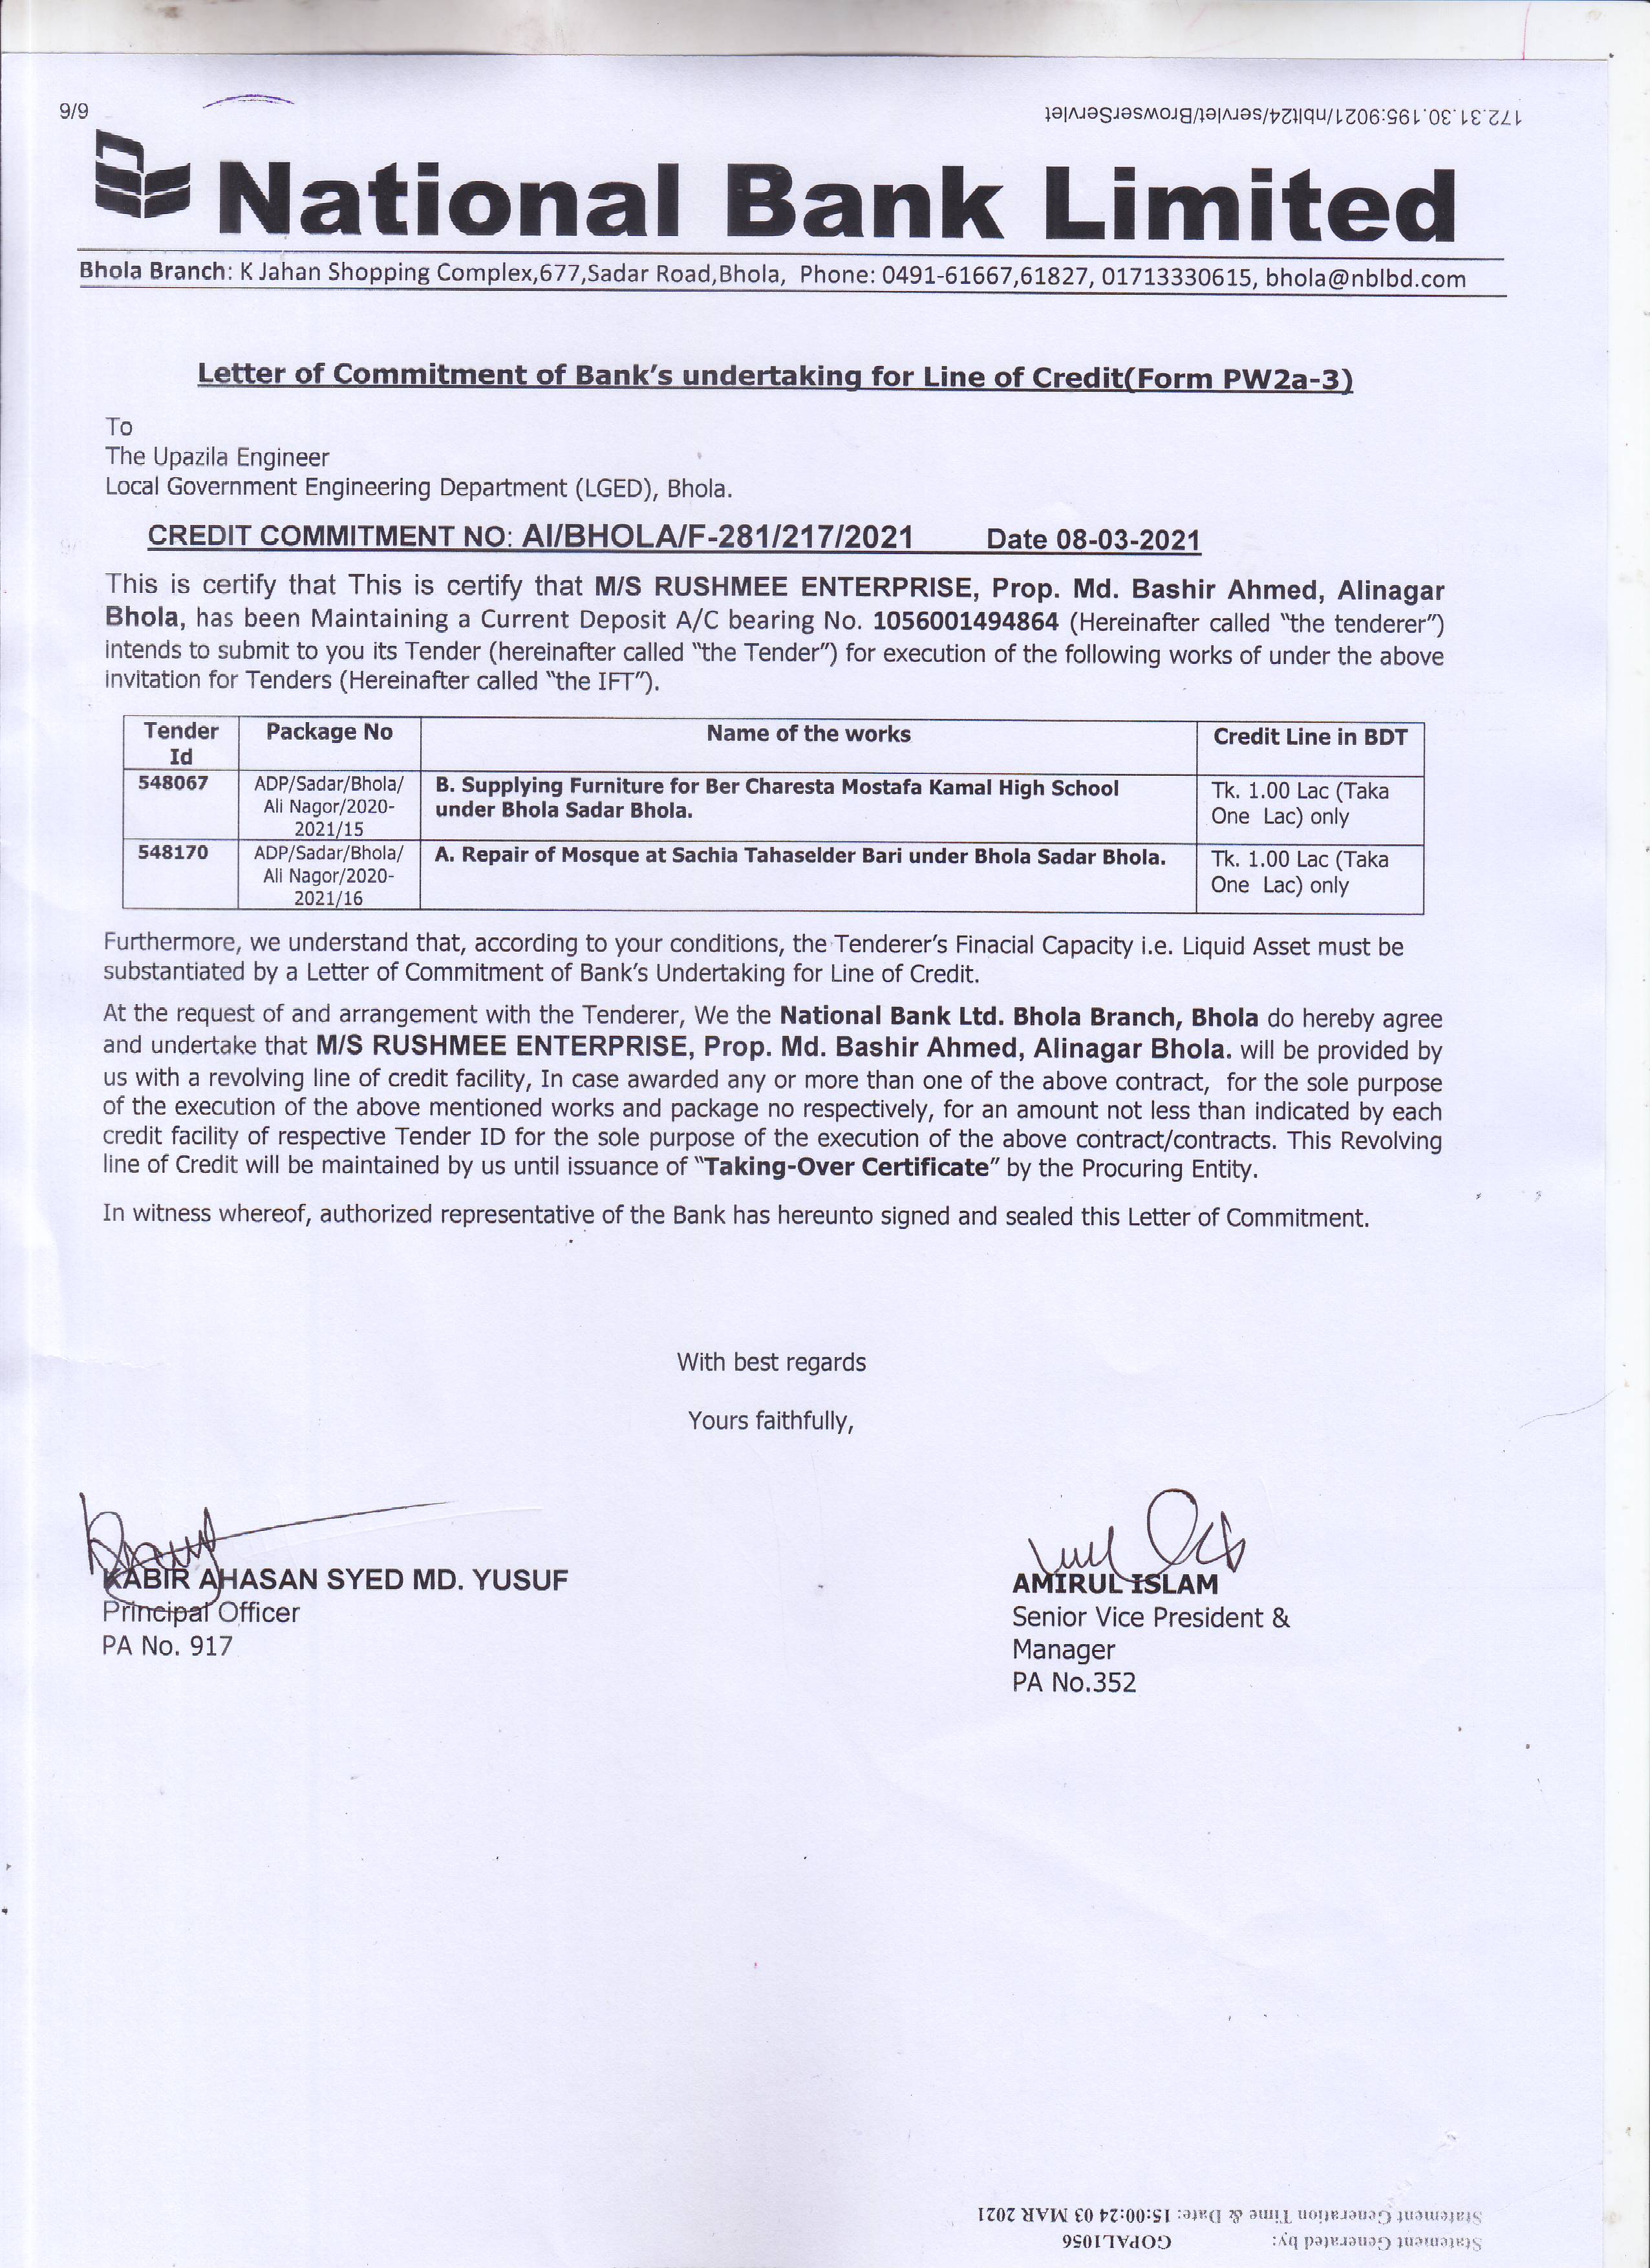 9/9
172.31.30.195:9021/nblt24/servlet/BrowserServlet
National Bank Limited
Bhola Branch: K Jahan Shopping Complex,677,Sadar Road,Bhola, Phone: 0491-61667,61827, 01713330615, bhola@nblbd.com
Letter of Commitment of Bank's undertaking for Line of Credit(Form PW2a-3)
To
The Upazila Engineer
Local Government Engineering Department (LGED), Bhola.
CREDIT COMMITMENT NO: AI/BHOLA/F-281/217/2021 Date 08-03-2021
This is certify that This is certify that M/S RUSHMEE ENTERPRISE, Prop. Md. Bashir Ahmed, Alinagar
Bhola, has been Maintaining a Current Deposit A/C bearing No. 1056001494864 (Hereinafter called "the tenderer")
intends to submit to you its Tender (hereinafter called "the Tender") for execution of the following works of under the above
invitation for Tenders (Hereinafter called "the IFT").
Tender Package No Name of the works Credit Line in BDT
Id
548067 ADP/Sadar/Bhola/ B. Supplying Furniture for Ber Charesta Mostafa Kamal High School Tk. 1.00 Lac (Taka
Ali Nagor/2020- under Bhola Sadar Bhola. One Lac) only
2021/15
548170 ADP/Sadar/Bhola/ A. Repair of Mosque at Sachia Tahaselder Bari under Bhola Sadar Bhola. Tk. 1.00 Lac (Taka
Ali Nagor/2020- One Lac) only
2021/16
Furthermore, we understand that, according to your conditions, the Tenderer's Finacial Capacity i.e. Liquid Asset must be
substantiated by a Letter of Commitment of Bank's Undertaking for Line of Credit.
At the request of and arrangement with the Tenderer, We the National Bank Ltd. Bhola Branch, Bhola do hereby agree
and undertake that M/S RUSHMEE ENTERPRISE, Prop. Md. Bashir Ahmed, Alinagar Bhola. will be provided by
us with a revolving line of credit facility, In case awarded any or more than one of the above contract, for the sole purpose
of the execution of the above mentioned works and package no respectively, for an amount not less than indicated by each
credit facility of respective Tender ID for the sole purpose of the execution of the above contract/contracts. This Revolving
line of Credit will be maintained by us until issuance of "Taking-Over Certificate" by the Procuring Entity.
In witness whereof, authorized representative of the Bank has hereunto signed and sealed this Letter of Commitment.
With best regards
Yours faithfully,
KABIR AHASAN SYED MD. YUSUF
Principal Officer
PA No. 917
AMIRUL ISLAM
Senior Vice President &
Manager
PA No.352
Statement Generated by: GOPAL1056
Statement Generation Time & Date: 15:00:24 03 MAR 2021